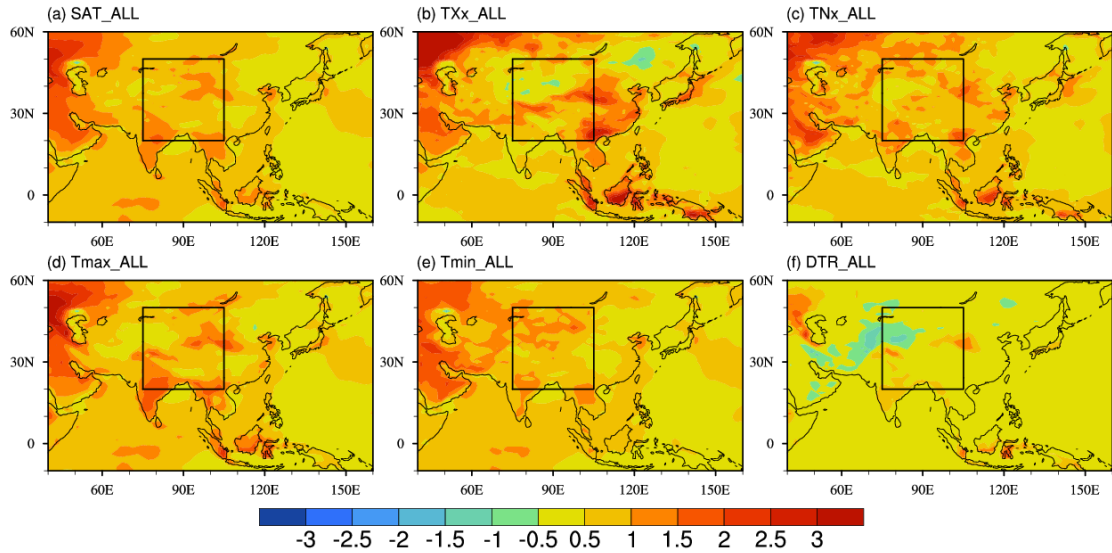 (a) SAT_ALL
(b) TXx_ALL
(c) TNx_ALL
60N 60N 60N
30N 30N 30N
0 0 0
60E 90E 120E 150E 60E 90E 120E 150E 60E 90E 120E 150E
(d) Tmax_ALL
(e) Tmin_ALL
(f) DTR_ALL
60N 60N 60N
30N 30N 30N
0 0 0
60E 90E 120E 150E 60E 90E 120E 150E 60E 90E 120E 150E
-3 -2.5 -2 -1.5 -1 -0.5 0.5 1 1.5 2 2.5 3